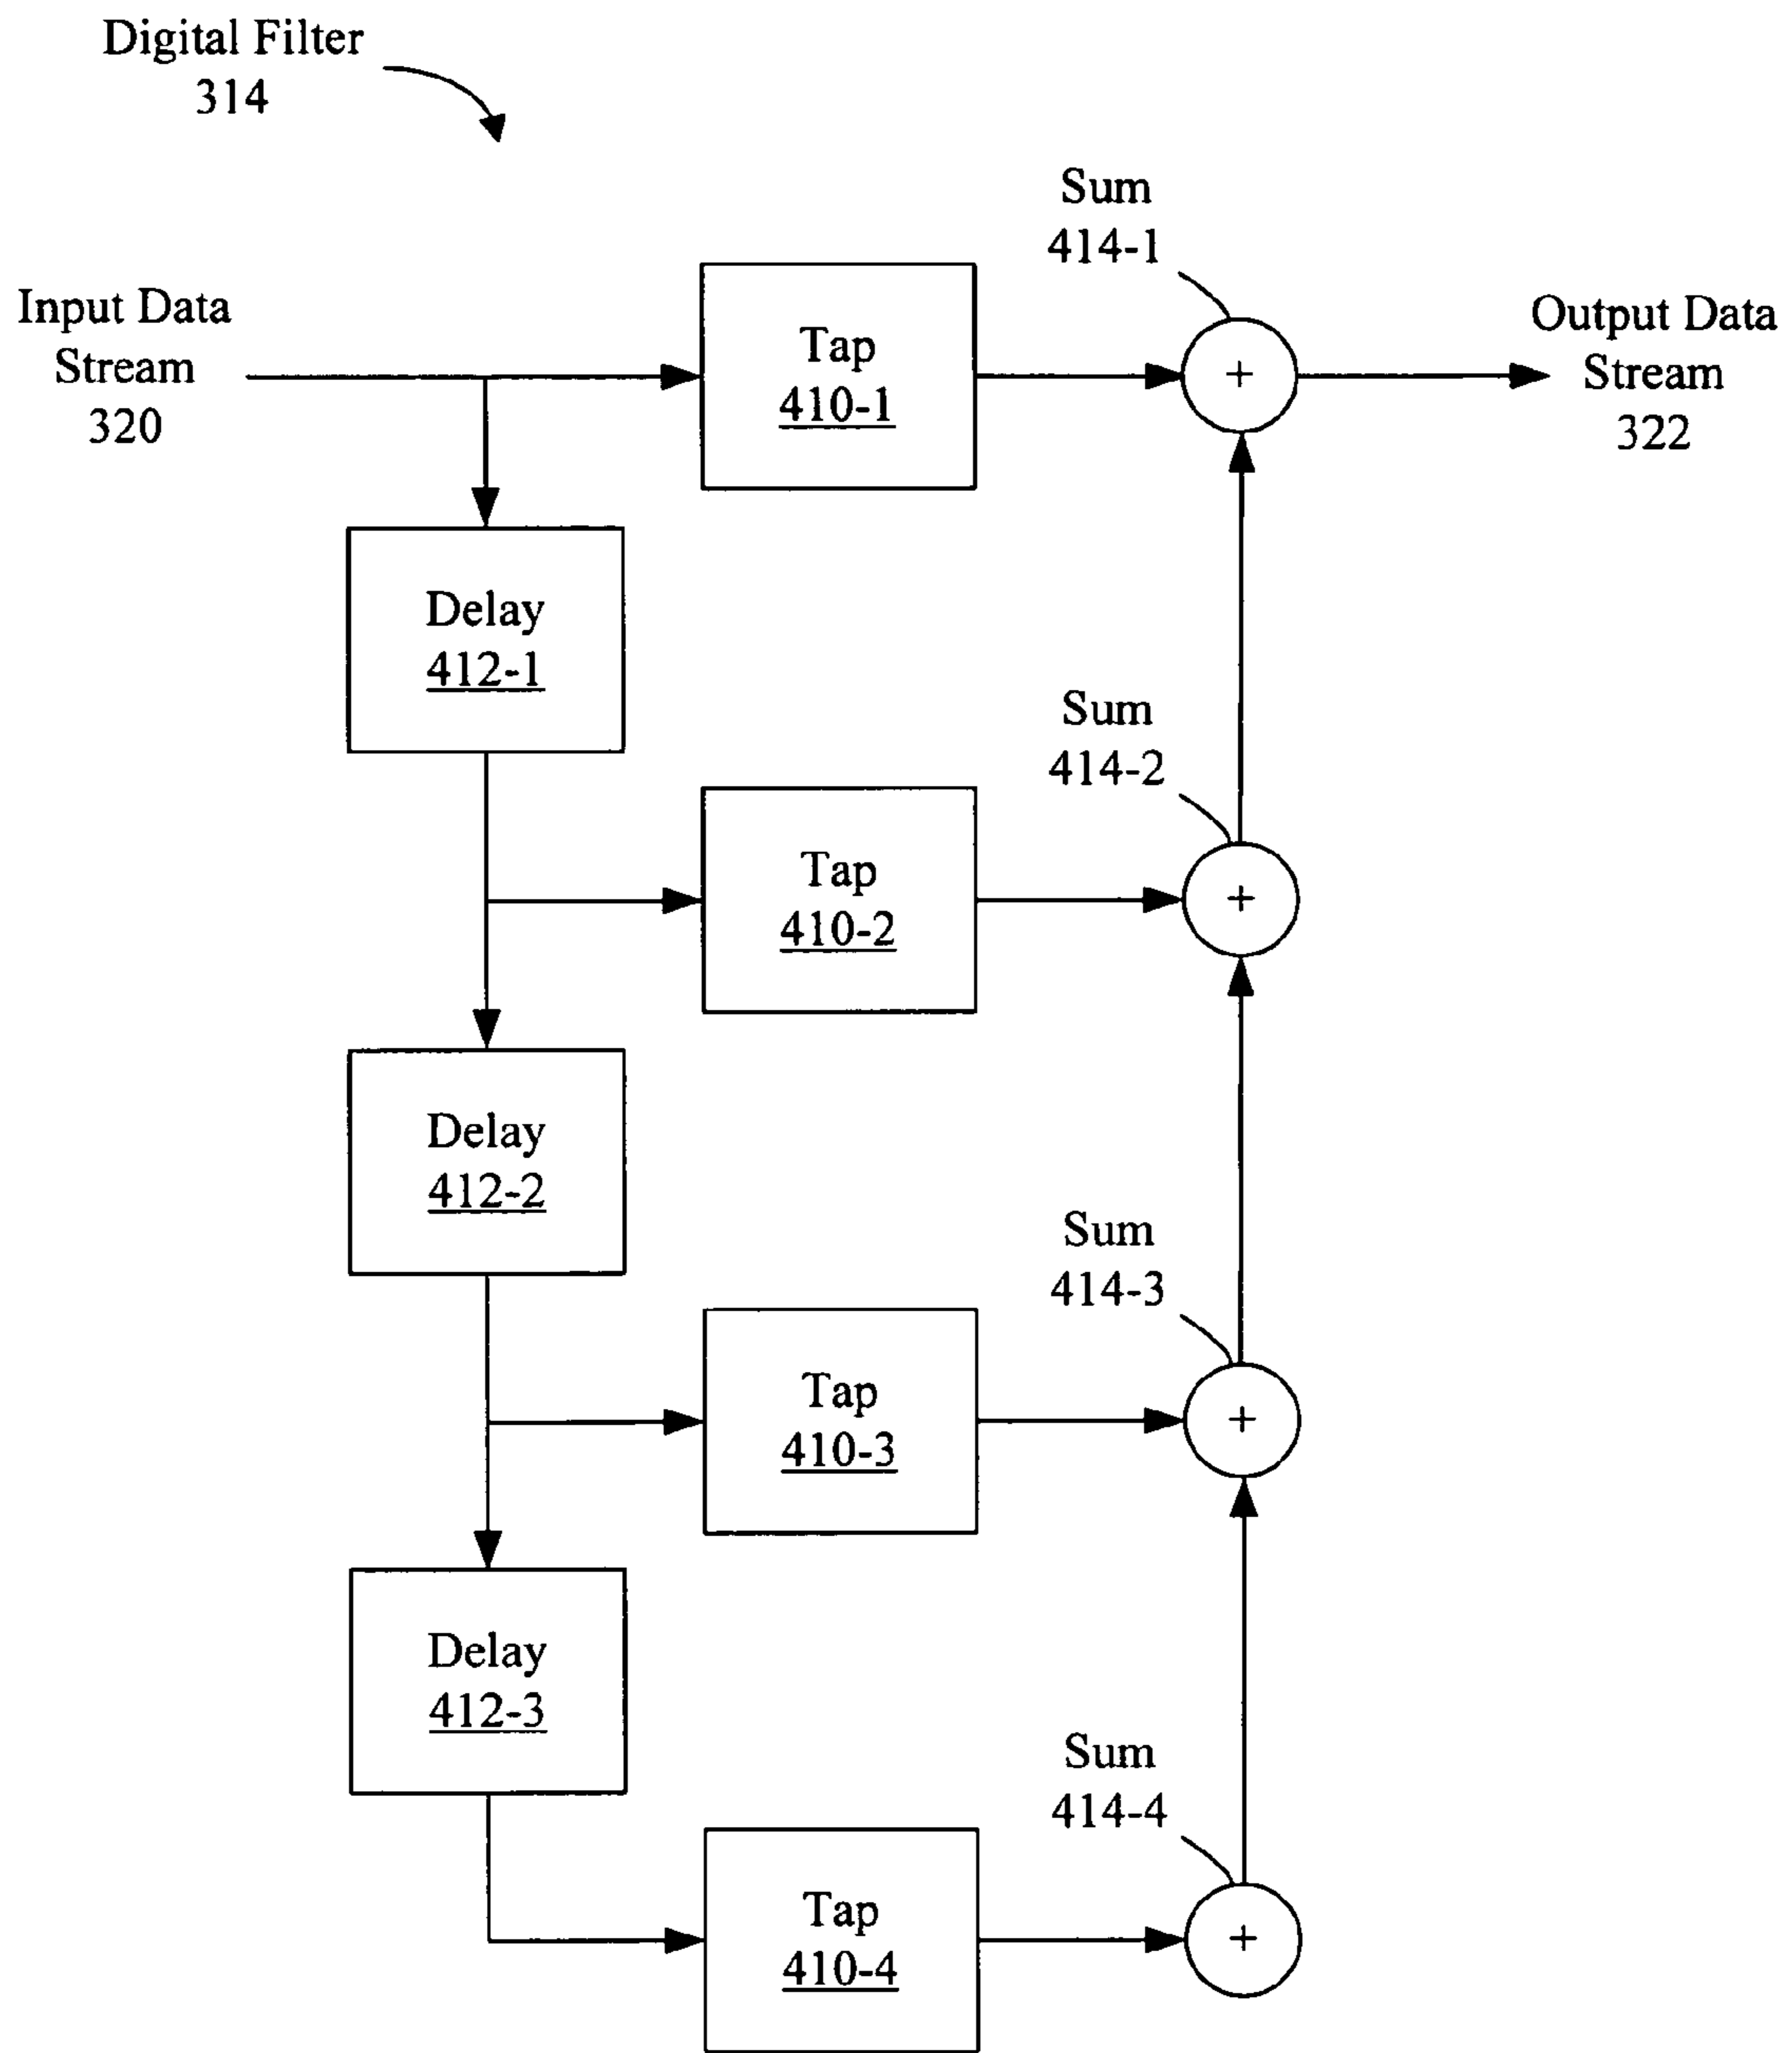 Digital Filter
314
Sum
414-1
Input Data
Stream
320
Tap
410-1
+
Output Data
Stream
322
Delay
412-1
Sum
414-2
Tap
410-2
+
Delay
412-2
Sum
414-3
Tap
410-3
+
Delay
412-3
Sum
414-4
Tap
410-4
+